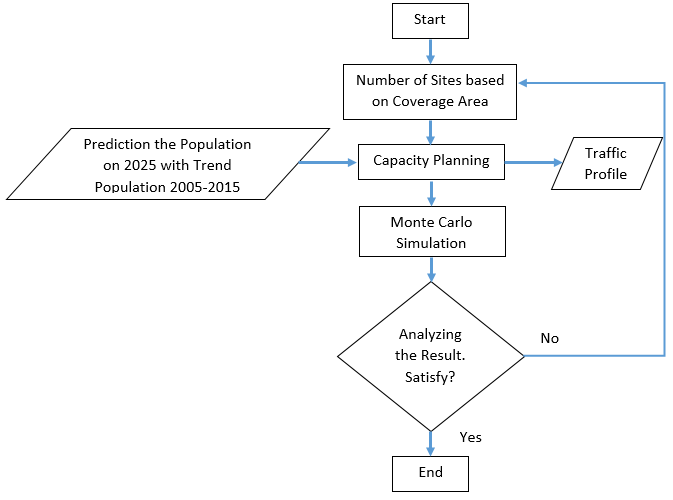 Start
Number of Sites based
on Coverage Area
Prediction the Population
on 2025 with Trend
Population 2005-2015
Capacity Planning
Traffic
Profile
Monte Carlo
Simulation
Analyzing
the Result.
Satisfy?
No
Yes
End